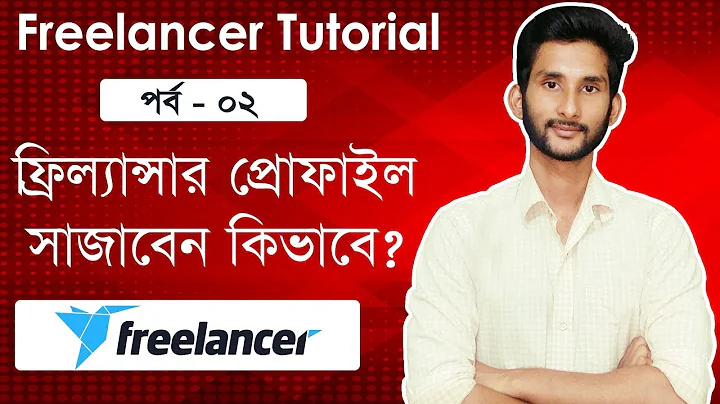 Freelancer Tutorial
পর্ব - ০২
ফ্রিল্যান্সার প্রোফাইল
সাজাবেন কিভাবে?
freelancer